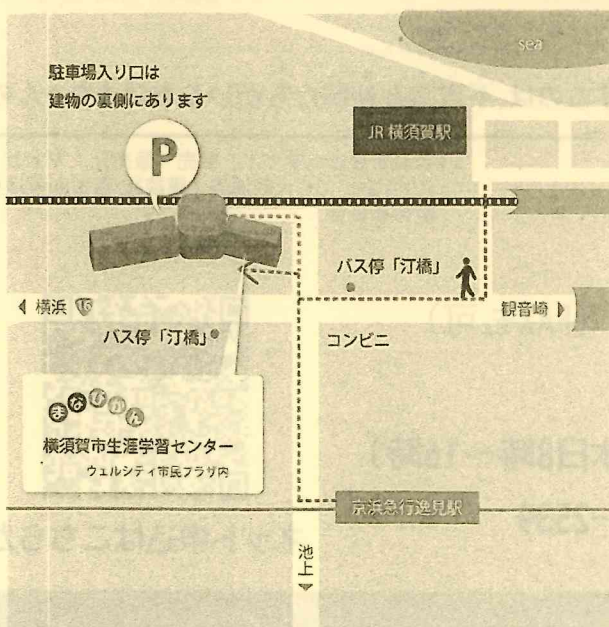 sea
駐車場入り口は
建物の裏側にあります
P
JR 横須賀駅
バス停「汀橋」
横浜 16
観音崎
バス停「汀橋」
コンビニ
まなびかん
横須賀市生涯学習センター
ウェルシティ市民プラザ内
京浜急行逸見駅
池上